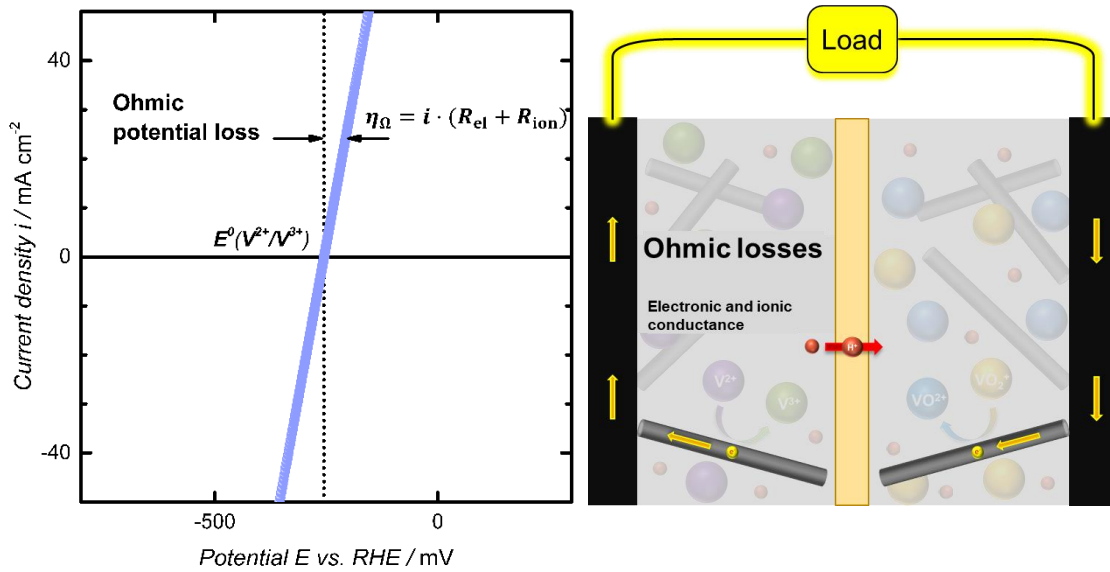 40
0
-40
Current density i / mA cm⁻²
Ohmic
potential loss
η_Ω = i · (R_el + R_ion)
E⁰(V²⁺/V³⁺)
-500
0
Potential E vs. RHE / mV
Load
Ohmic losses
Electronic and ionic
conductance
H⁺
V²⁺
V³⁺
VO²⁺
VO₂⁺
e⁻
e⁻